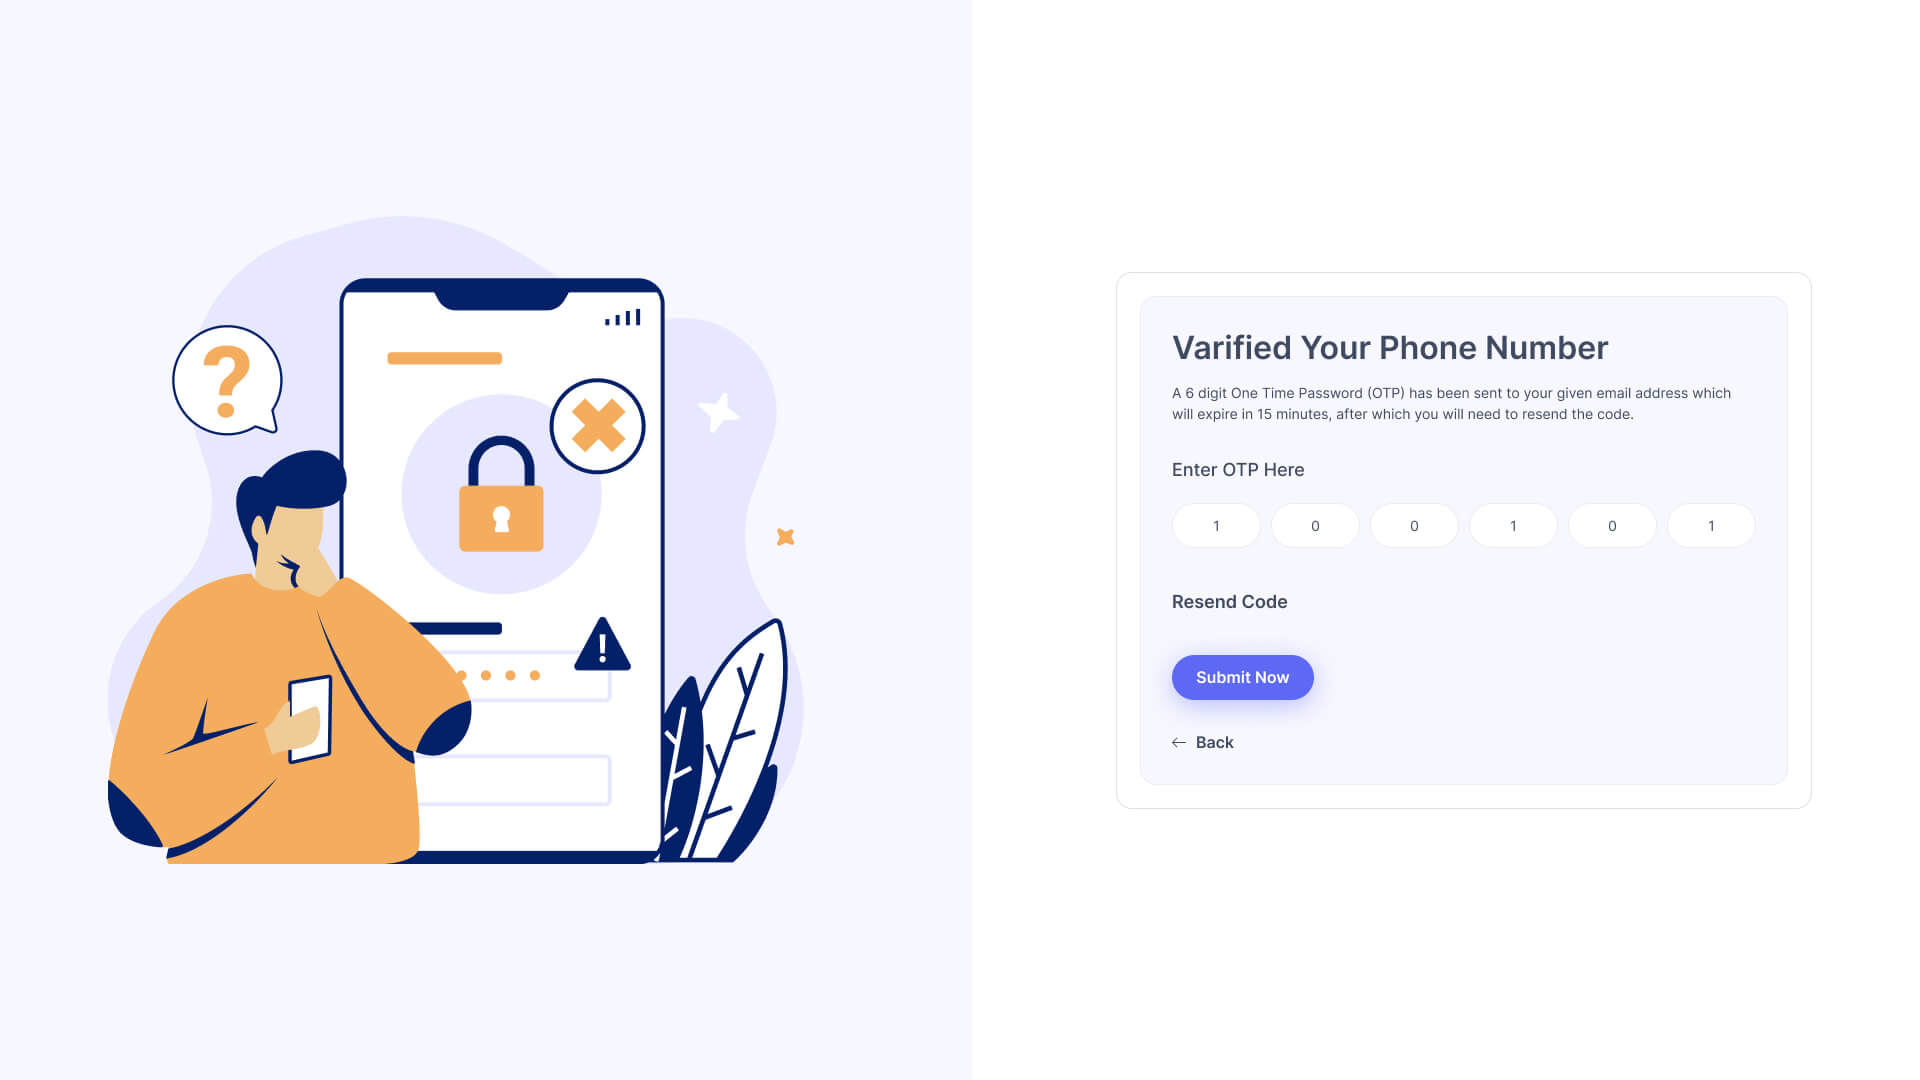 ?
!
Varified Your Phone Number
A 6 digit One Time Password (OTP) has been sent to your given email address which
will expire in 15 minutes, after which you will need to resend the code.
Enter OTP Here
1 0 0 1 0 1
Resend Code
Submit Now
← Back